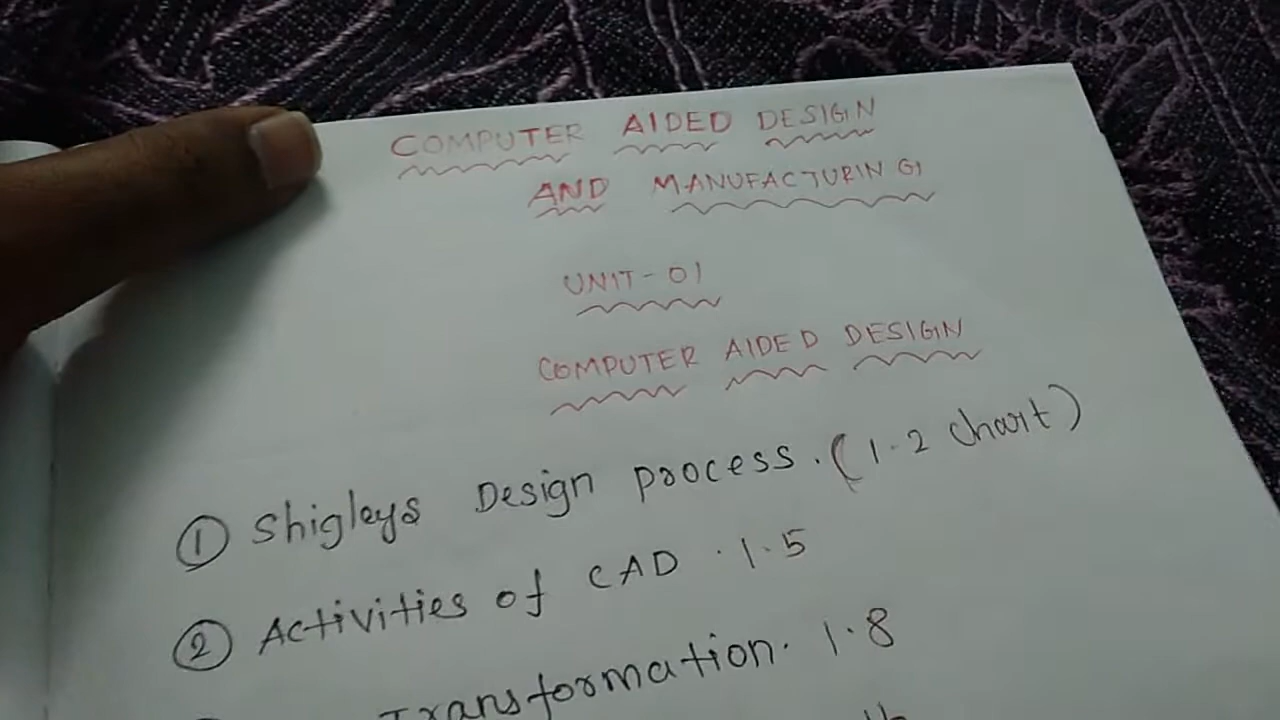 COMPUTER AIDED DESIGN
AND MANUFACTURING
UNIT-01
COMPUTER AIDED DESIGN
① Shigleys Design process. (1.2 chart)
② Activities of CAD . 1.5
Transformation. 1.8